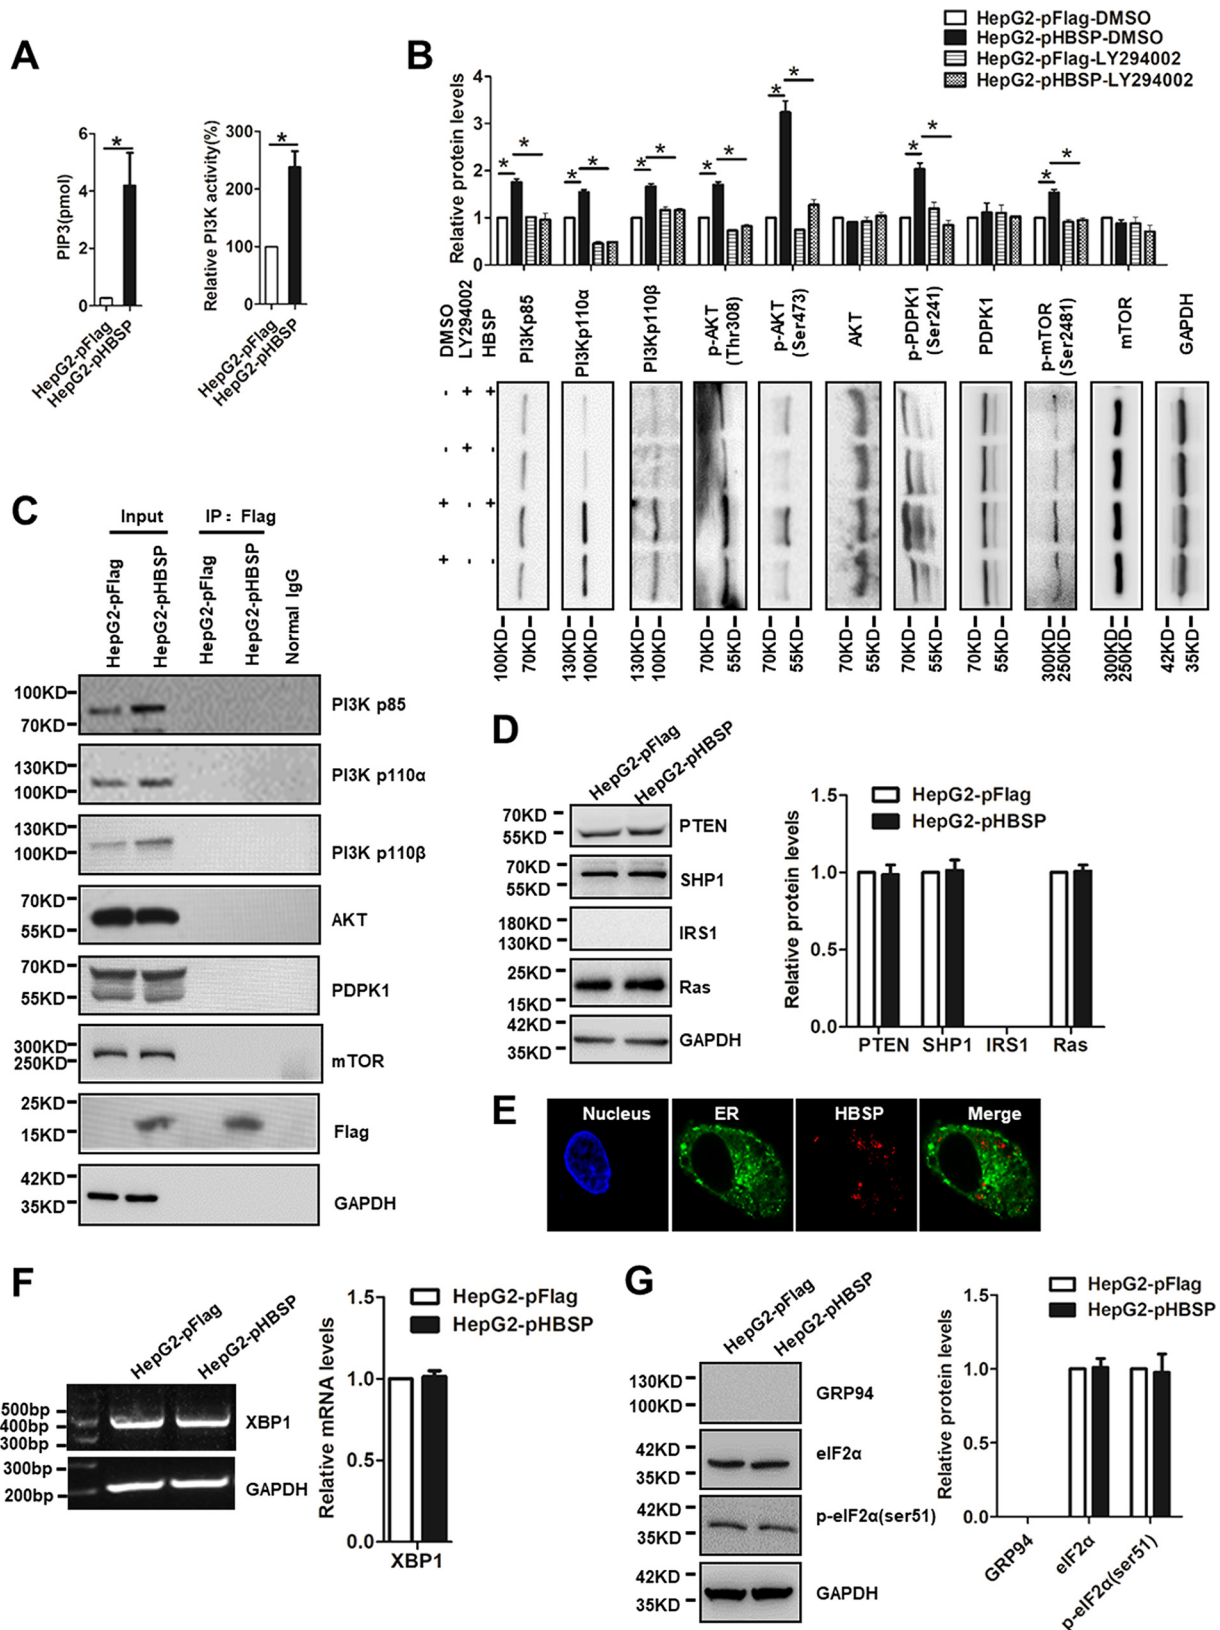 A
PIP3(pmol)
6
4
2
0
*
HepG2-pFlag
HepG2-pHBSP
Relative PI3K activity(%)
300
200
100
0
*
HepG2-pFlag
HepG2-pHBSP
B
HepG2-pFlag-DMSO
HepG2-pHBSP-DMSO
HepG2-pFlag-LY294002
HepG2-pHBSP-LY294002
Relative protein levels
4
3
2
1
0
* * * * * * * * * * * * * *
DMSO
LY294002
HBSP
PI3Kp85
PI3Kp110α
PI3Kp110β
p-AKT
(Thr308)
p-AKT
(Ser473)
AKT
p-PDPK1
(Ser241)
PDPK1
p-mTOR
(Ser2481)
mTOR
GAPDH
- + +
- + -
+ - +
+ - -
100KD
70KD
130KD
100KD
130KD
100KD
70KD
55KD
70KD
55KD
70KD
55KD
70KD
55KD
70KD
55KD
300KD
250KD
300KD
250KD
42KD
35KD
C
Input
IP：Flag
HepG2-pFlag
HepG2-pHBSP
HepG2-pFlag
HepG2-pHBSP
Normal IgG
100KD
70KD
PI3K p85
130KD
100KD
PI3K p110α
130KD
100KD
PI3K p110β
70KD
55KD
AKT
70KD
55KD
PDPK1
300KD
250KD
mTOR
25KD
15KD
Flag
42KD
35KD
GAPDH
D
HepG2-pFlag
HepG2-pHBSP
70KD
55KD
PTEN
70KD
55KD
SHP1
180KD
130KD
IRS1
25KD
15KD
Ras
42KD
35KD
GAPDH
Relative protein levels
1.5
1.0
0.5
0.0
HepG2-pFlag
HepG2-pHBSP
PTEN SHP1 IRS1 Ras
E
Nucleus
ER
HBSP
Merge
F
HepG2-pFlag
HepG2-pHBSP
500bp
400bp
300bp
XBP1
300bp
200bp
GAPDH
Relative mRNA levels
1.5
1.0
0.5
0.0
HepG2-pFlag
HepG2-pHBSP
XBP1
G
HepG2-pFlag
HepG2-pHBSP
130KD
100KD
GRP94
42KD
35KD
eIF2α
42KD
35KD
p-eIF2α(ser51)
42KD
35KD
GAPDH
Relative protein levels
1.5
1.0
0.5
0.0
HepG2-pFlag
HepG2-pHBSP
GRP94
eIF2α
p-eIF2α(ser51)